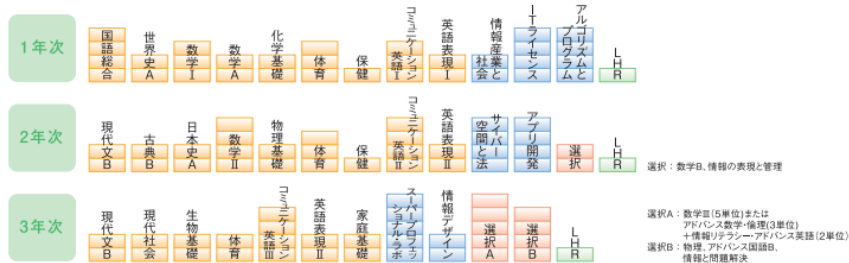 1年次
国語総合
世界史A
数学Ⅰ
数学A
化学基礎
体育
保健
コミュニケーション英語Ⅰ
英語表現Ⅰ
情報産業と社会
ITライセンス
アルゴリズムとプログラム
LHR
2年次
現代文B
古典B
日本史A
数学Ⅱ
物理基礎
体育
保健
コミュニケーション英語Ⅱ
英語表現Ⅱ
サイバー空間と法
アプリ開発
選択
LHR
選択：数学B、情報の表現と管理
3年次
現代文B
現代社会
生物基礎
体育
コミュニケーション英語Ⅲ
英語表現Ⅱ
家庭基礎
スーパープロフェッショナル・ラボ
情報デザイン
選択A
選択B
LHR
選択A：数学Ⅲ（5単位）または
アドバンス数学・倫理(3単位)
＋情報リテラシー・アドバンス英語（2単位）
選択B：物理、アドバンス国語B、
情報と問題解決